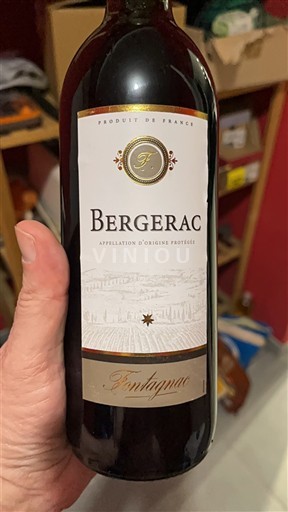 PRODUIT DE FRANCE
F
BERGERAC
APPELLATION D'ORIGINE PROTÉGÉE
VINIOU
Fontagnac